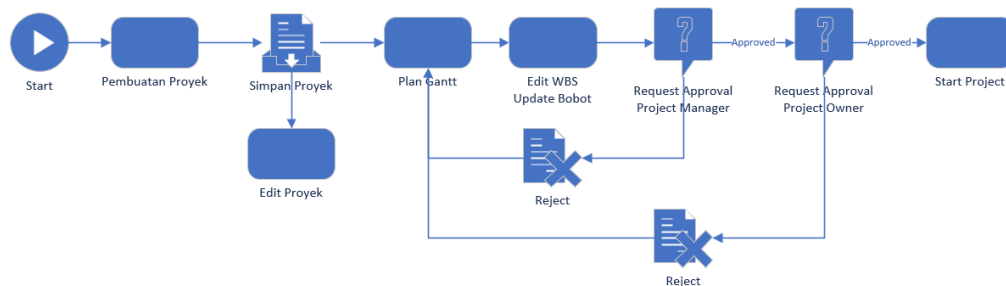 Start
Pembuatan Proyek
Simpan Proyek
Plan Gantt
Edit WBS
Update Bobot
Request Approval
Project Manager
Approved
Request Approval
Project Owner
Approved
Start Project
Edit Proyek
Reject
Reject